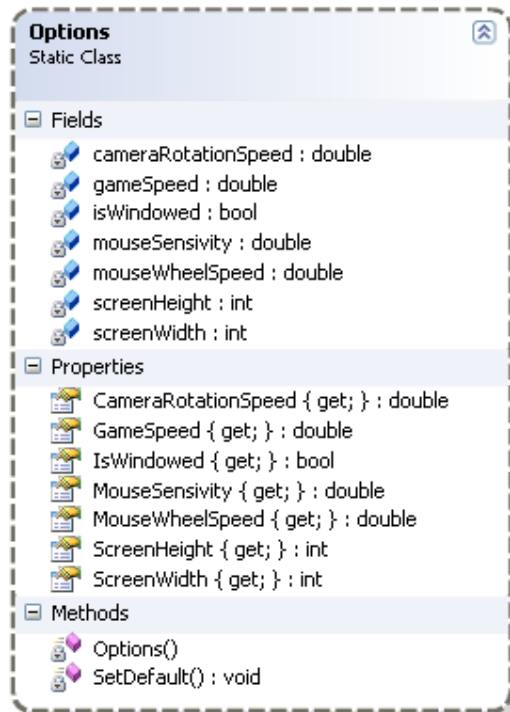 Options
Static Class
Fields
cameraRotationSpeed : double
gameSpeed : double
isWindowed : bool
mouseSensivity : double
mouseWheelSpeed : double
screenHeight : int
screenWidth : int
Properties
CameraRotationSpeed { get; } : double
GameSpeed { get; } : double
IsWindowed { get; } : bool
MouseSensivity { get; } : double
MouseWheelSpeed { get; } : double
ScreenHeight { get; } : int
ScreenWidth { get; } : int
Methods
Options()
SetDefault() : void